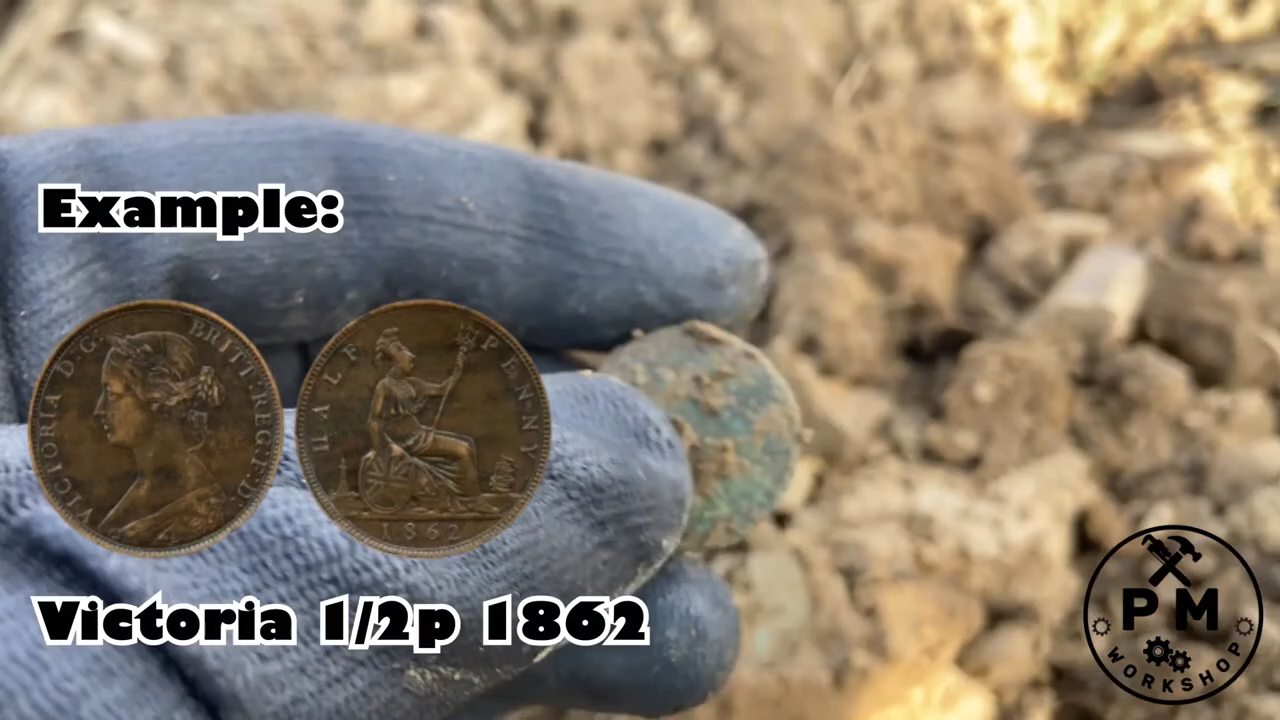 Example:
VICTORIA D.G. BRITT.REG.F.D.
HALF PENNY
1862
Victoria 1/2p 1862
PM
WORKSHOP